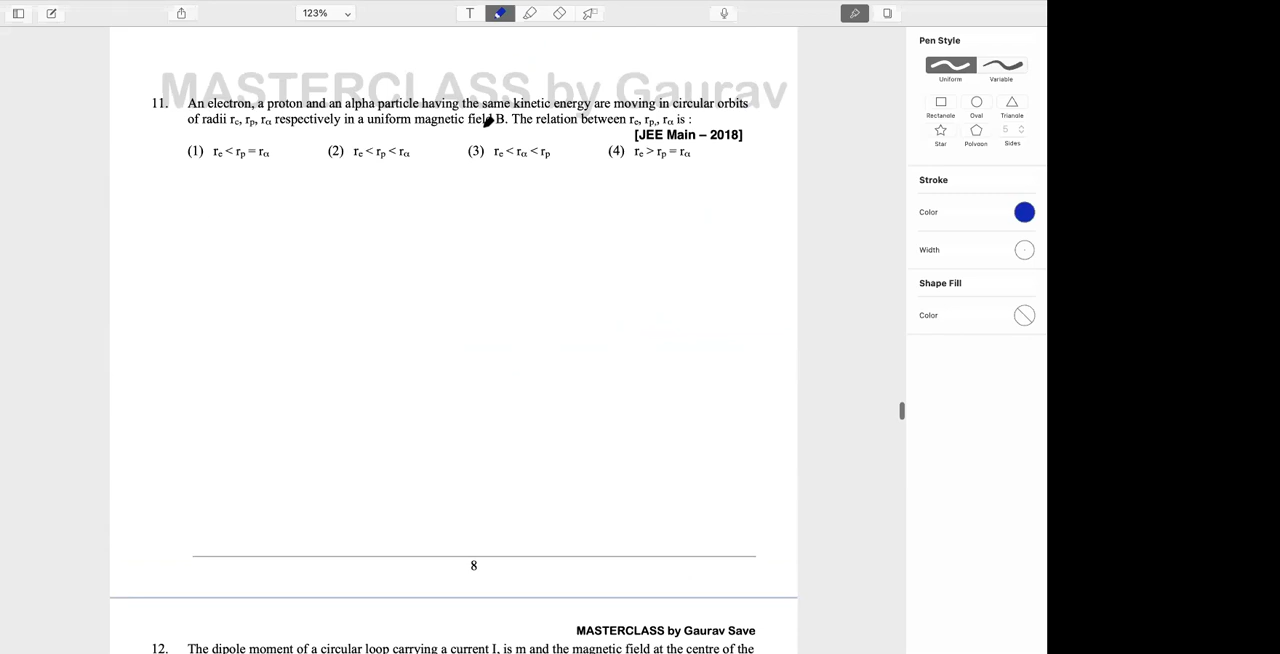 123%
T
Pen Style
Uniform Variable
MASTERCLASS by Gaurav
11. An electron, a proton and an alpha particle having the same kinetic energy are moving in circular orbits
of radii re, rp, rα respectively in a uniform magnetic field B. The relation between re, rp,, rα is :
[JEE Main – 2018]
(1) re < rp = rα (2) re < rp < rα (3) re < rα < rp (4) re > rp = rα
Rectangle Oval Triangle
5
Star Polygon Sides
Stroke
Color
Width
Shape Fill
Color
8
MASTERCLASS by Gaurav Save
12. The dipole moment of a circular loop carrying a current I, is m and the magnetic field at the centre of the